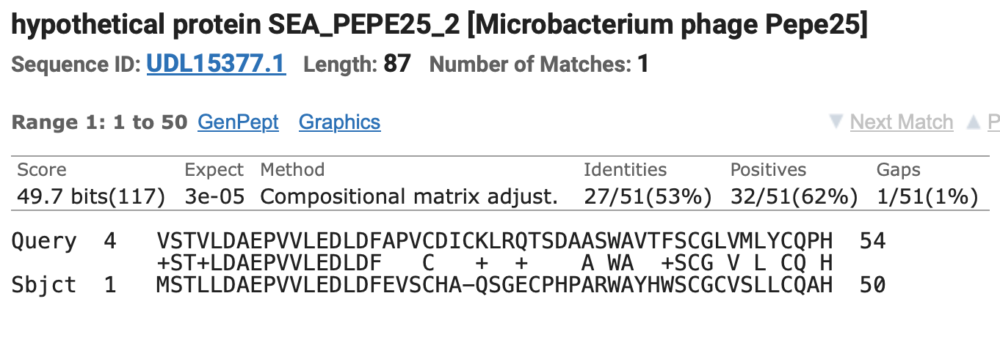 hypothetical protein SEA_PEPE25_2 [Microbacterium phage Pepe25]
Sequence ID: UDL15377.1 Length: 87 Number of Matches: 1
Range 1: 1 to 50 GenPept Graphics ▼ Next Match ▲ P
Score Expect Method Identities Positives Gaps
49.7 bits(117) 3e-05 Compositional matrix adjust. 27/51(53%) 32/51(62%) 1/51(1%)
Query 4 VSTVLDAEPVVLEDLDFAPVCDICKLRQTSDAASWAVTFSCGLVMLYCQPH 54
+ST+LDAEPVVLEDLDF   C   +  +    A WA  +SCG V L CQ H
Sbjct 1 MSTLLDAEPVVLEDLDFEVSCHA-QSGECPHPARWAYHWSCGCVSLLCQAH 50